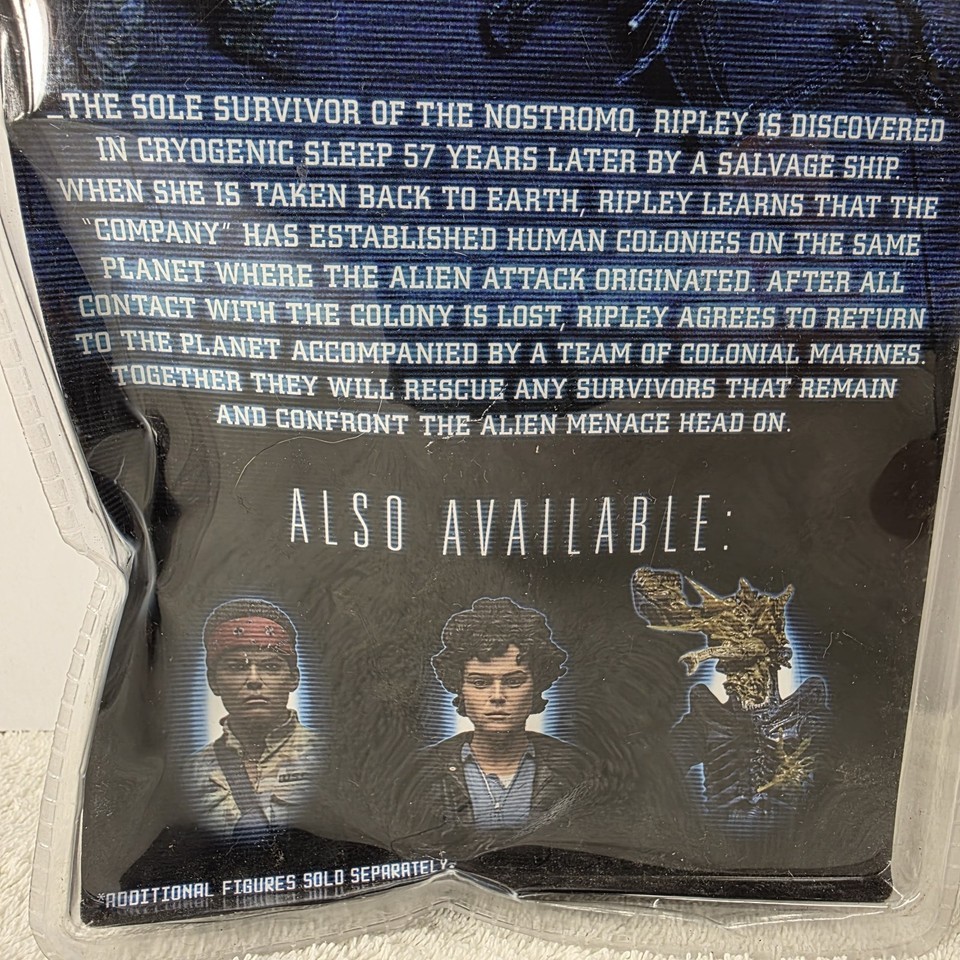 _THE SOLE SURVIVOR OF THE NOSTROMO, RIPLEY IS DISCOVERED
IN CRYOGENIC SLEEP 57 YEARS LATER BY A SALVAGE SHIP.
WHEN SHE IS TAKEN BACK TO EARTH, RIPLEY LEARNS THAT THE
"COMPANY" HAS ESTABLISHED HUMAN COLONIES ON THE SAME
PLANET WHERE THE ALIEN ATTACK ORIGINATED. AFTER ALL
CONTACT WITH THE COLONY IS LOST, RIPLEY AGREES TO RETURN
TO THE PLANET ACCOMPANIED BY A TEAM OF COLONIAL MARINES.
TOGETHER THEY WILL RESCUE ANY SURVIVORS THAT REMAIN
AND CONFRONT THE ALIEN MENACE HEAD ON.
ALSO AVAILABLE:
*ADDITIONAL FIGURES SOLD SEPARATELY*